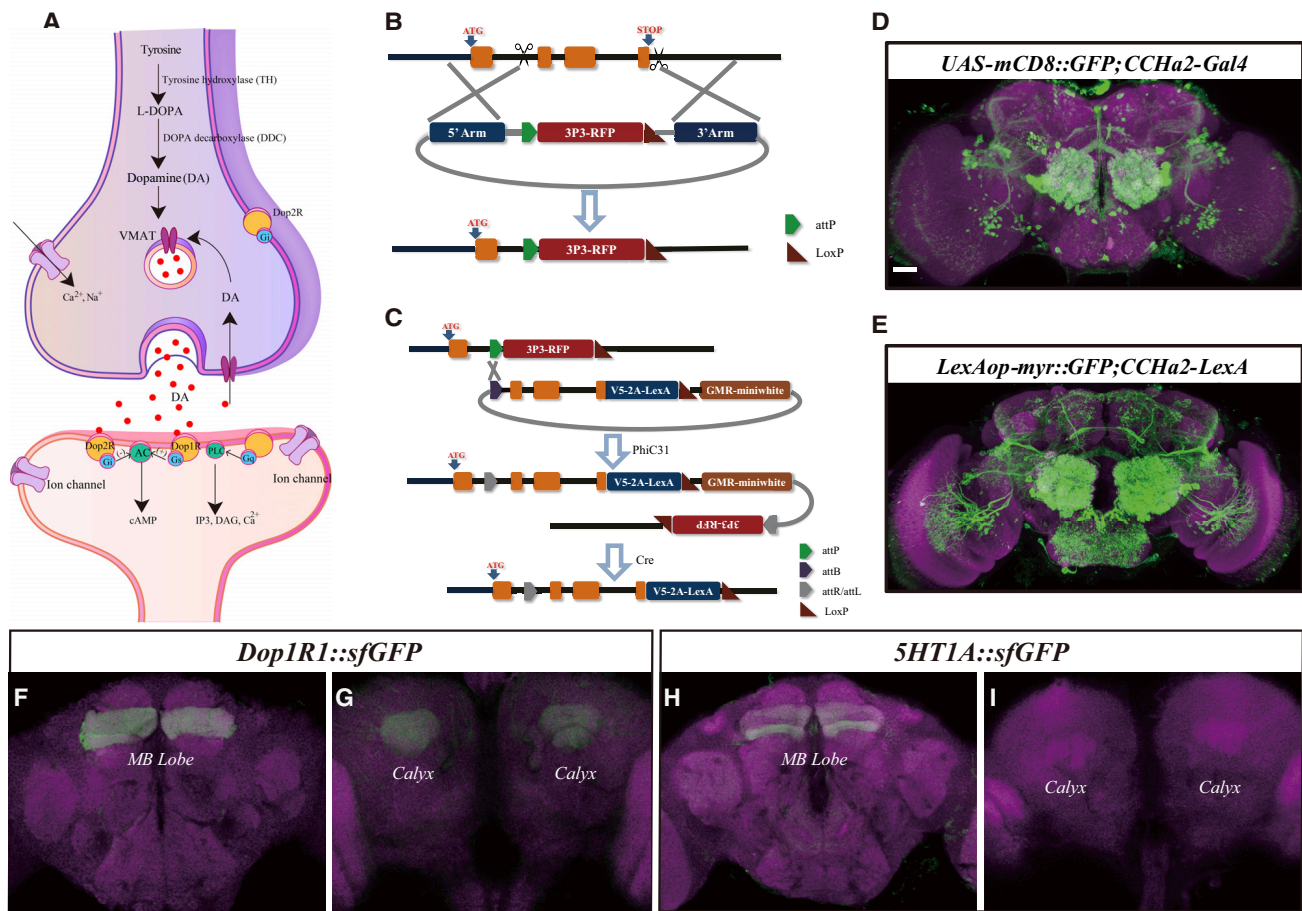 A
Tyrosine
Tyrosine hydroxylase (TH)
L-DOPA
DOPA decarboxylase (DDC)
Dopamine (DA)
Dop2R
Gi
VMAT
Ca2+, Na+
DA
DA
Dop2R
Gi
(-)
AC
(+)
Dop1R
Gs
PLC
Gq
Ion channel
Ion channel
cAMP
IP3, DAG, Ca2+
B
ATG
STOP
5' Arm
3P3-RFP
3' Arm
ATG
3P3-RFP
attP
LoxP
C
ATG
3P3-RFP
V5-2A-LexA
GMR-miniwhite
PhiC31
ATG
V5-2A-LexA
GMR-miniwhite
3P3-RFP
Cre
ATG
V5-2A-LexA
attP
attB
attR/attL
LoxP
D
UAS-mCD8::GFP;CCHa2-Gal4
E
LexAop-myr::GFP;CCHa2-LexA
Dop1R1::sfGFP
F
MB Lobe
G
Calyx
Calyx
5HT1A::sfGFP
H
MB Lobe
I
Calyx
Calyx